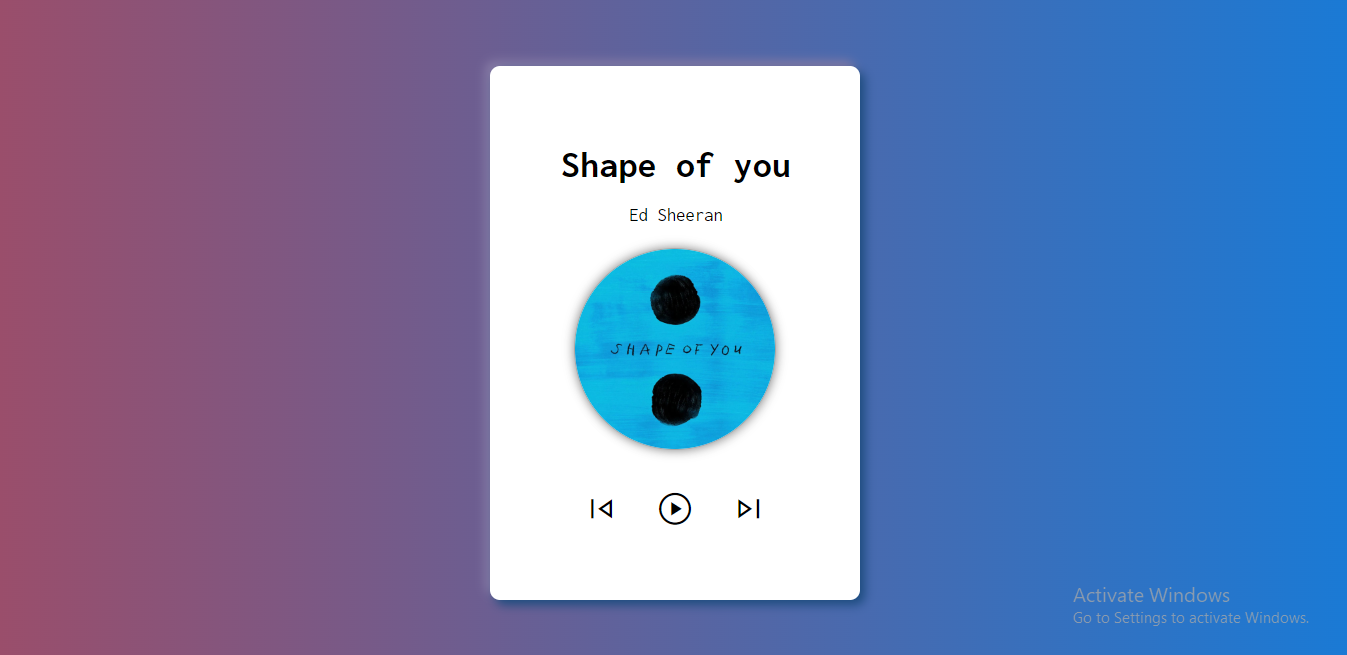 Shape of you
Ed Sheeran
SHAPE OF YOU
Activate Windows
Go to Settings to activate Windows.